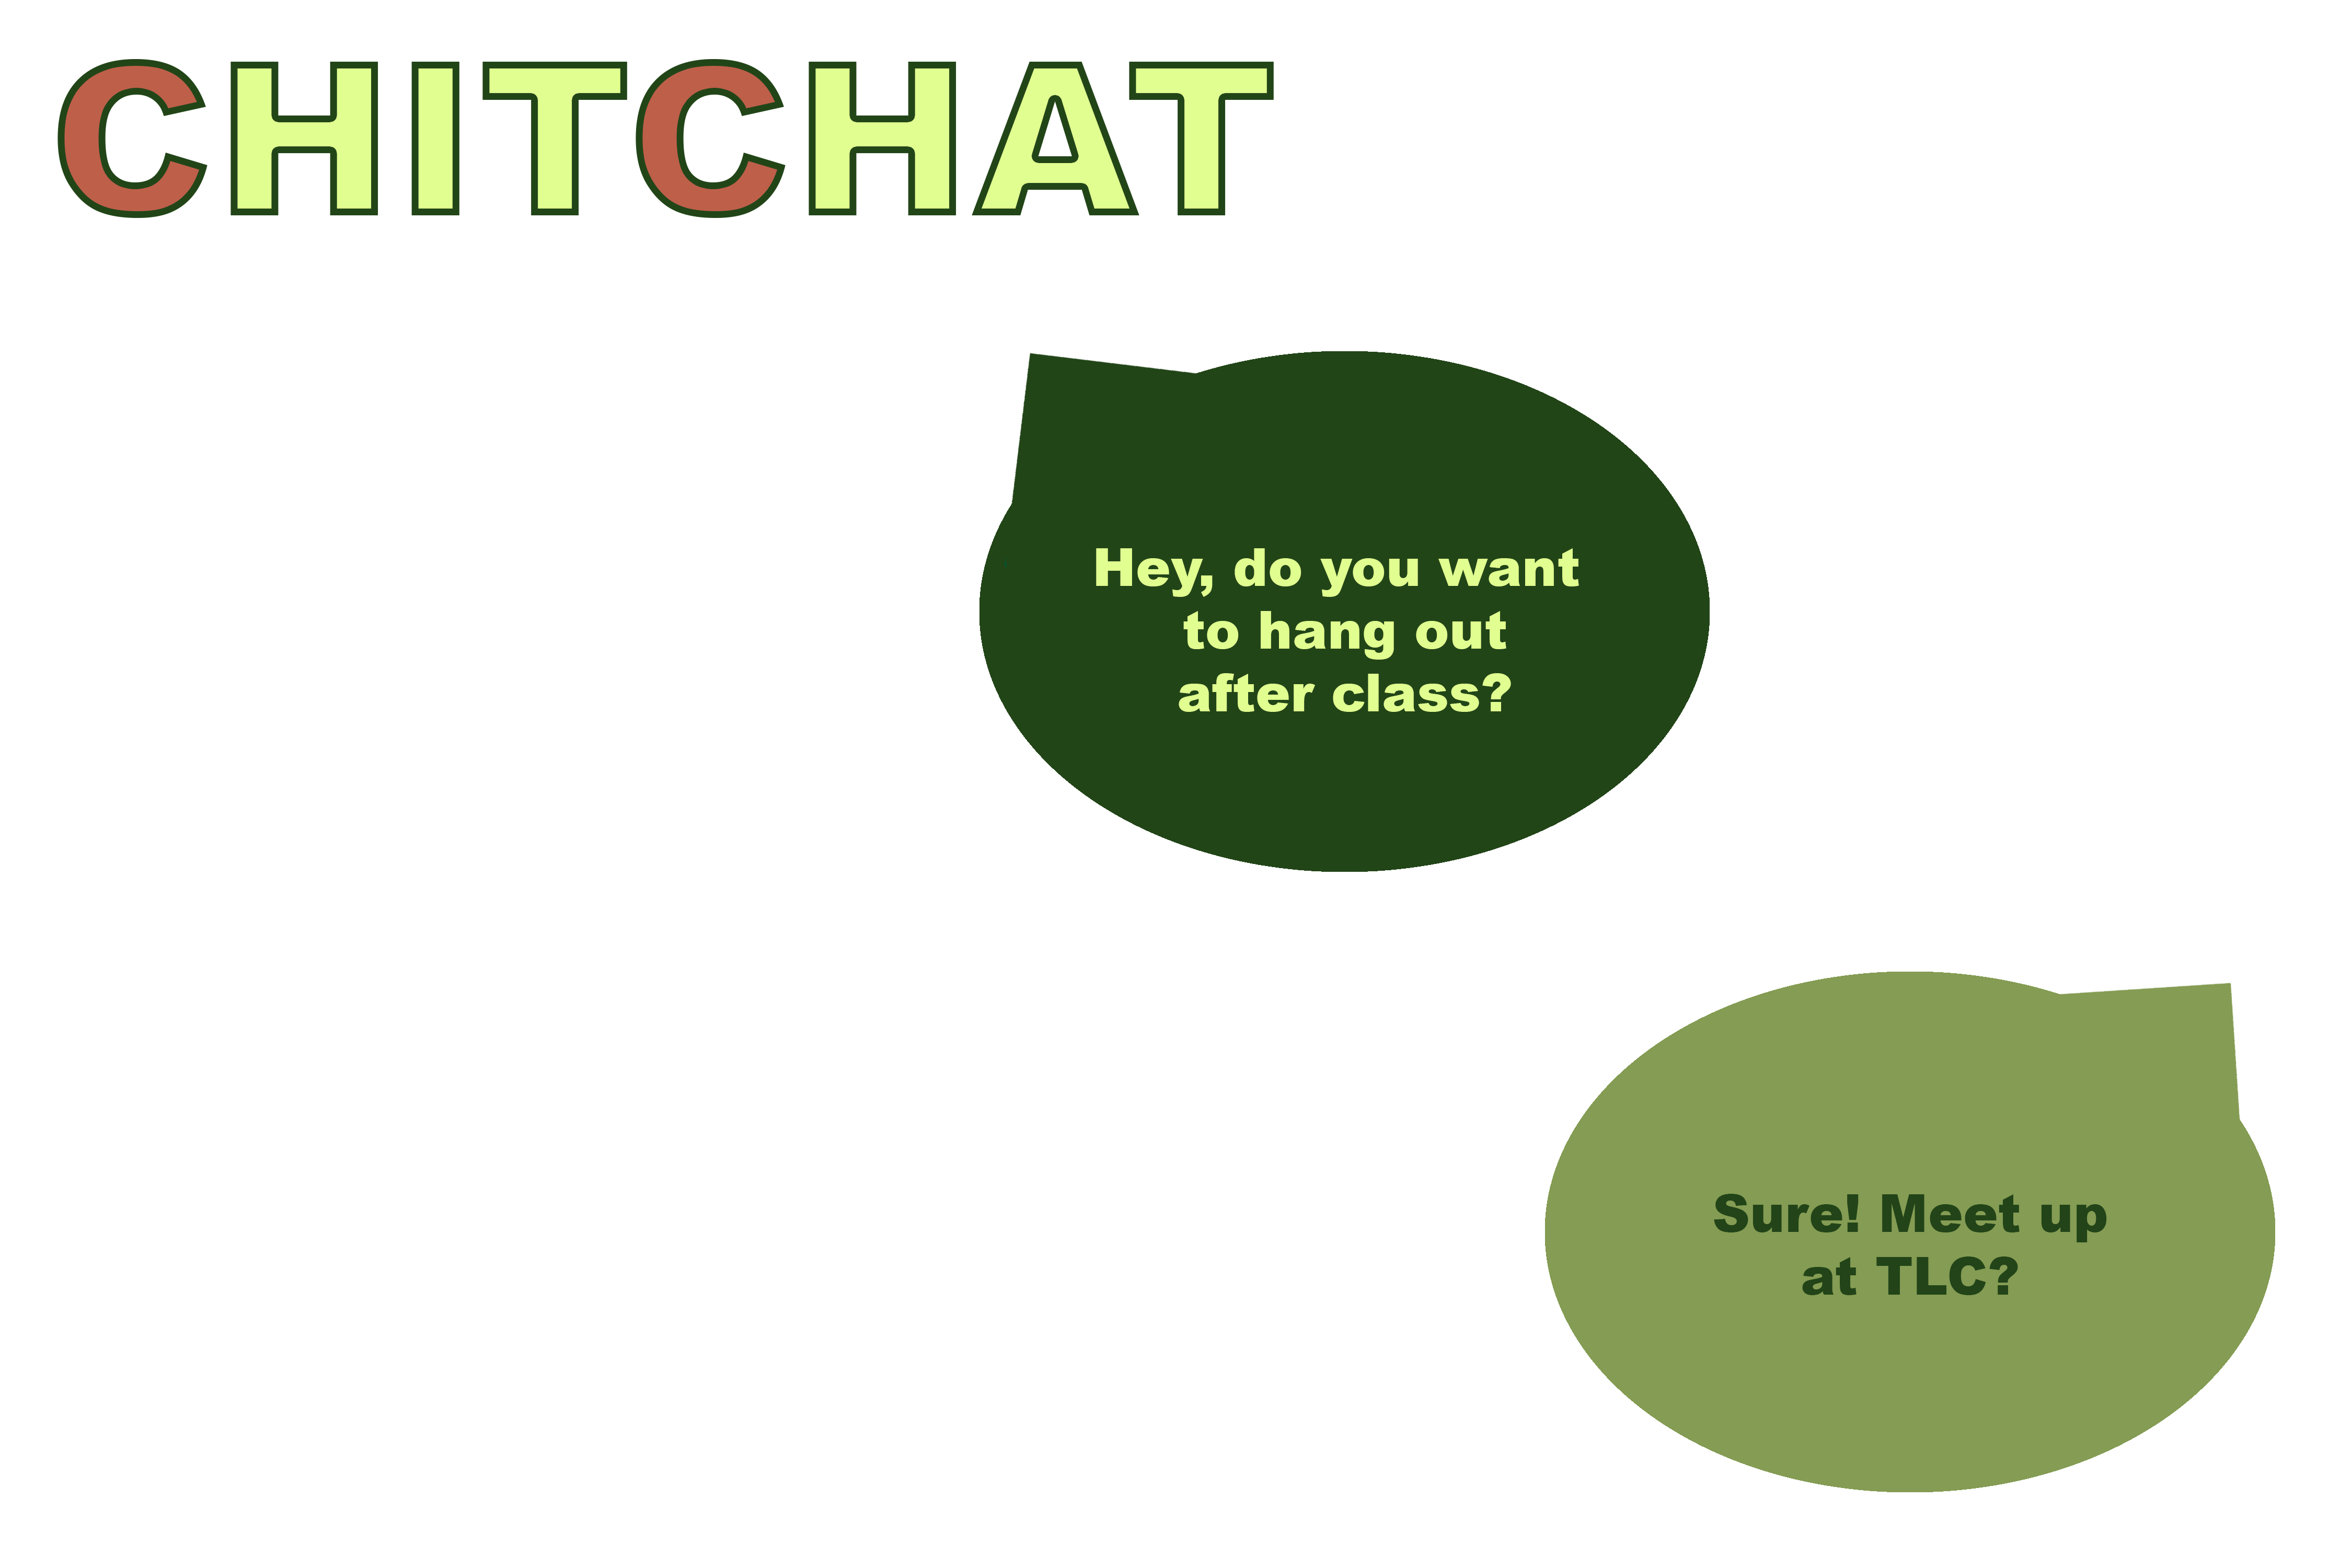 CHITCHAT
Hey, do you want
to hang out
after class?
Sure! Meet up
at TLC?